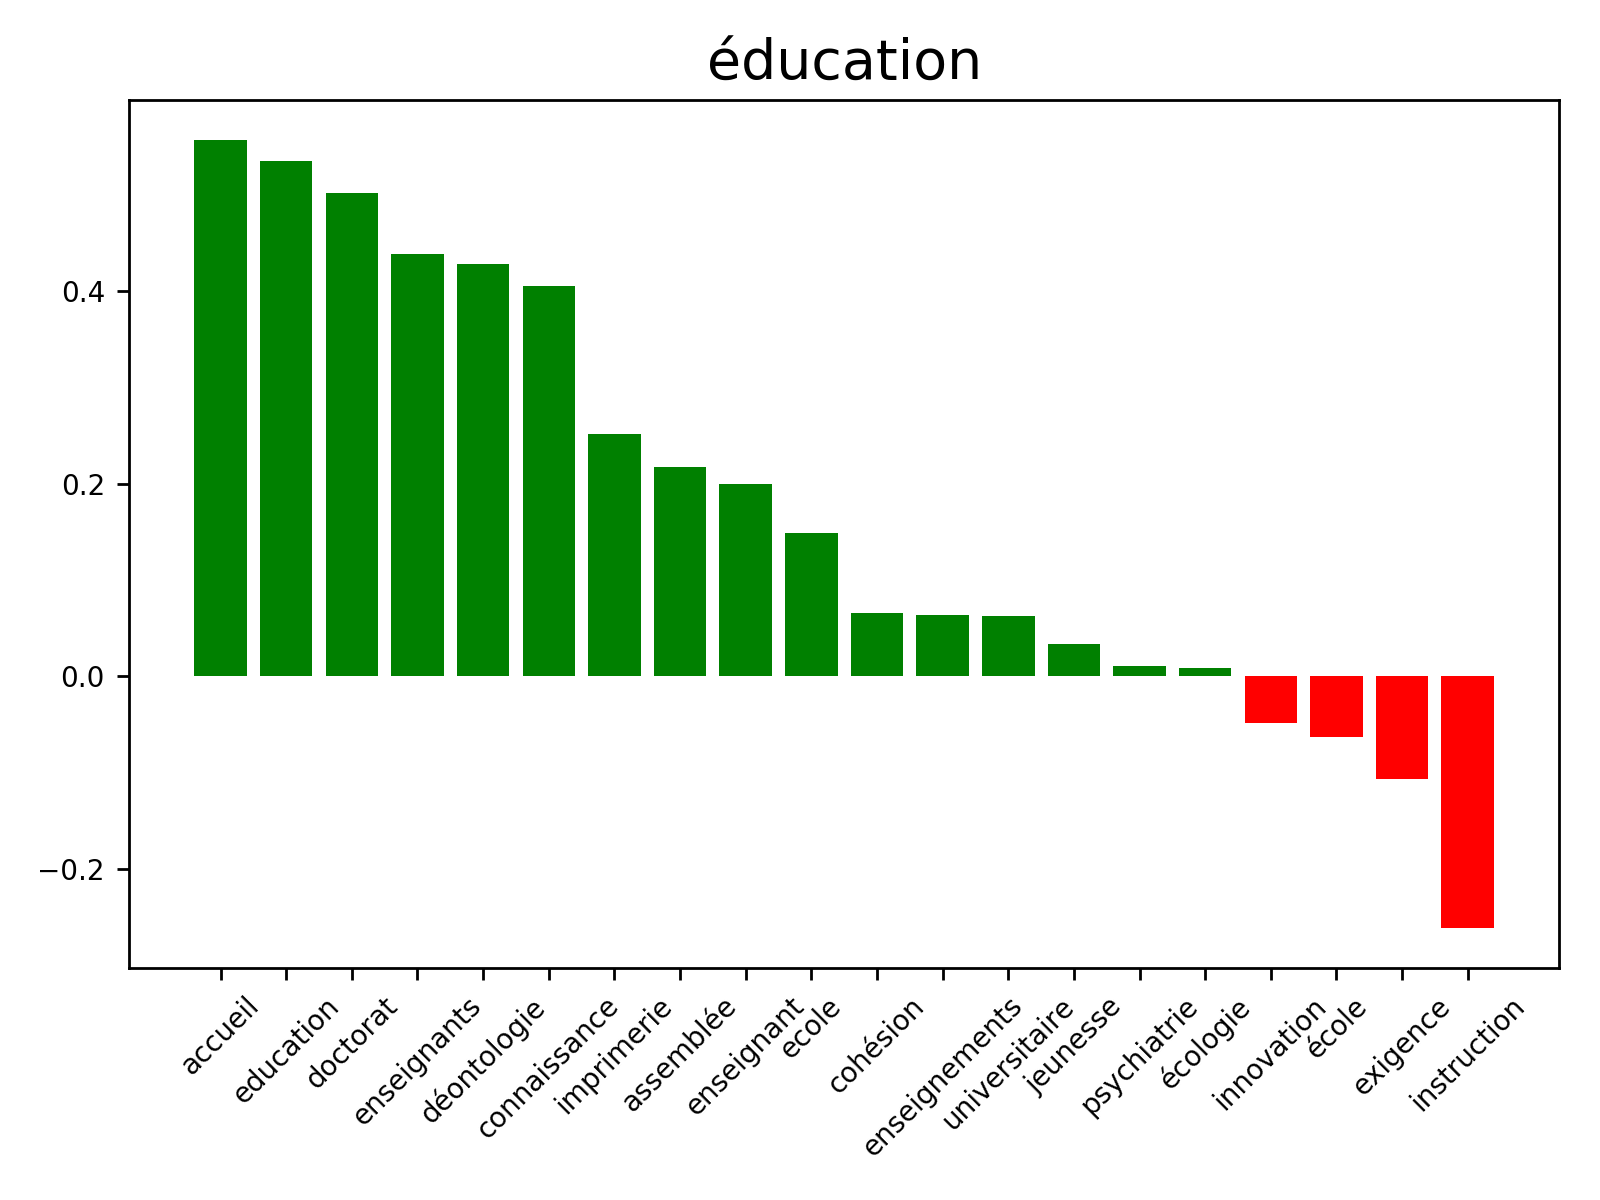 éducation
0.4
0.2
0.0
−0.2
accueil
education
doctorat
enseignants
déontologie
connaissance
imprimerie
assemblée
enseignant
ecole
cohésion
enseignements
universitaire
jeunesse
psychiatrie
écologie
innovation
école
exigence
instruction